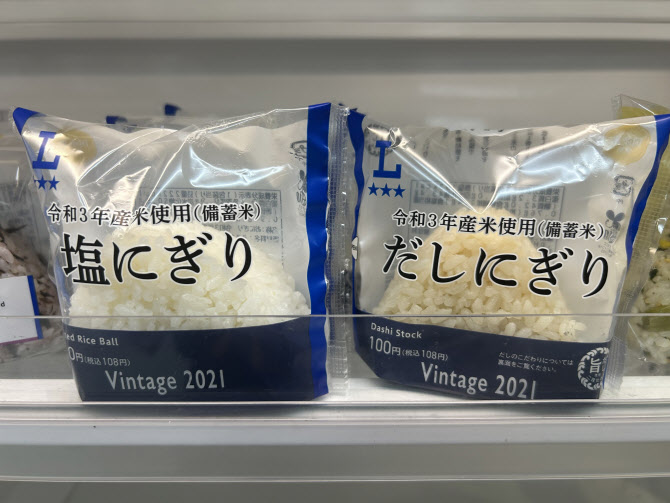 L
令和3年産米使用(備蓄米)
塩にぎり
ed Rice Ball
0円(税込108円)
Vintage 2021
L
令和3年産米使用(備蓄米)
だしにぎり
Dashi Stock
100円(税込108円)
だしのこだわりについては
裏面をご覧ください。
旨
Vintage 2021